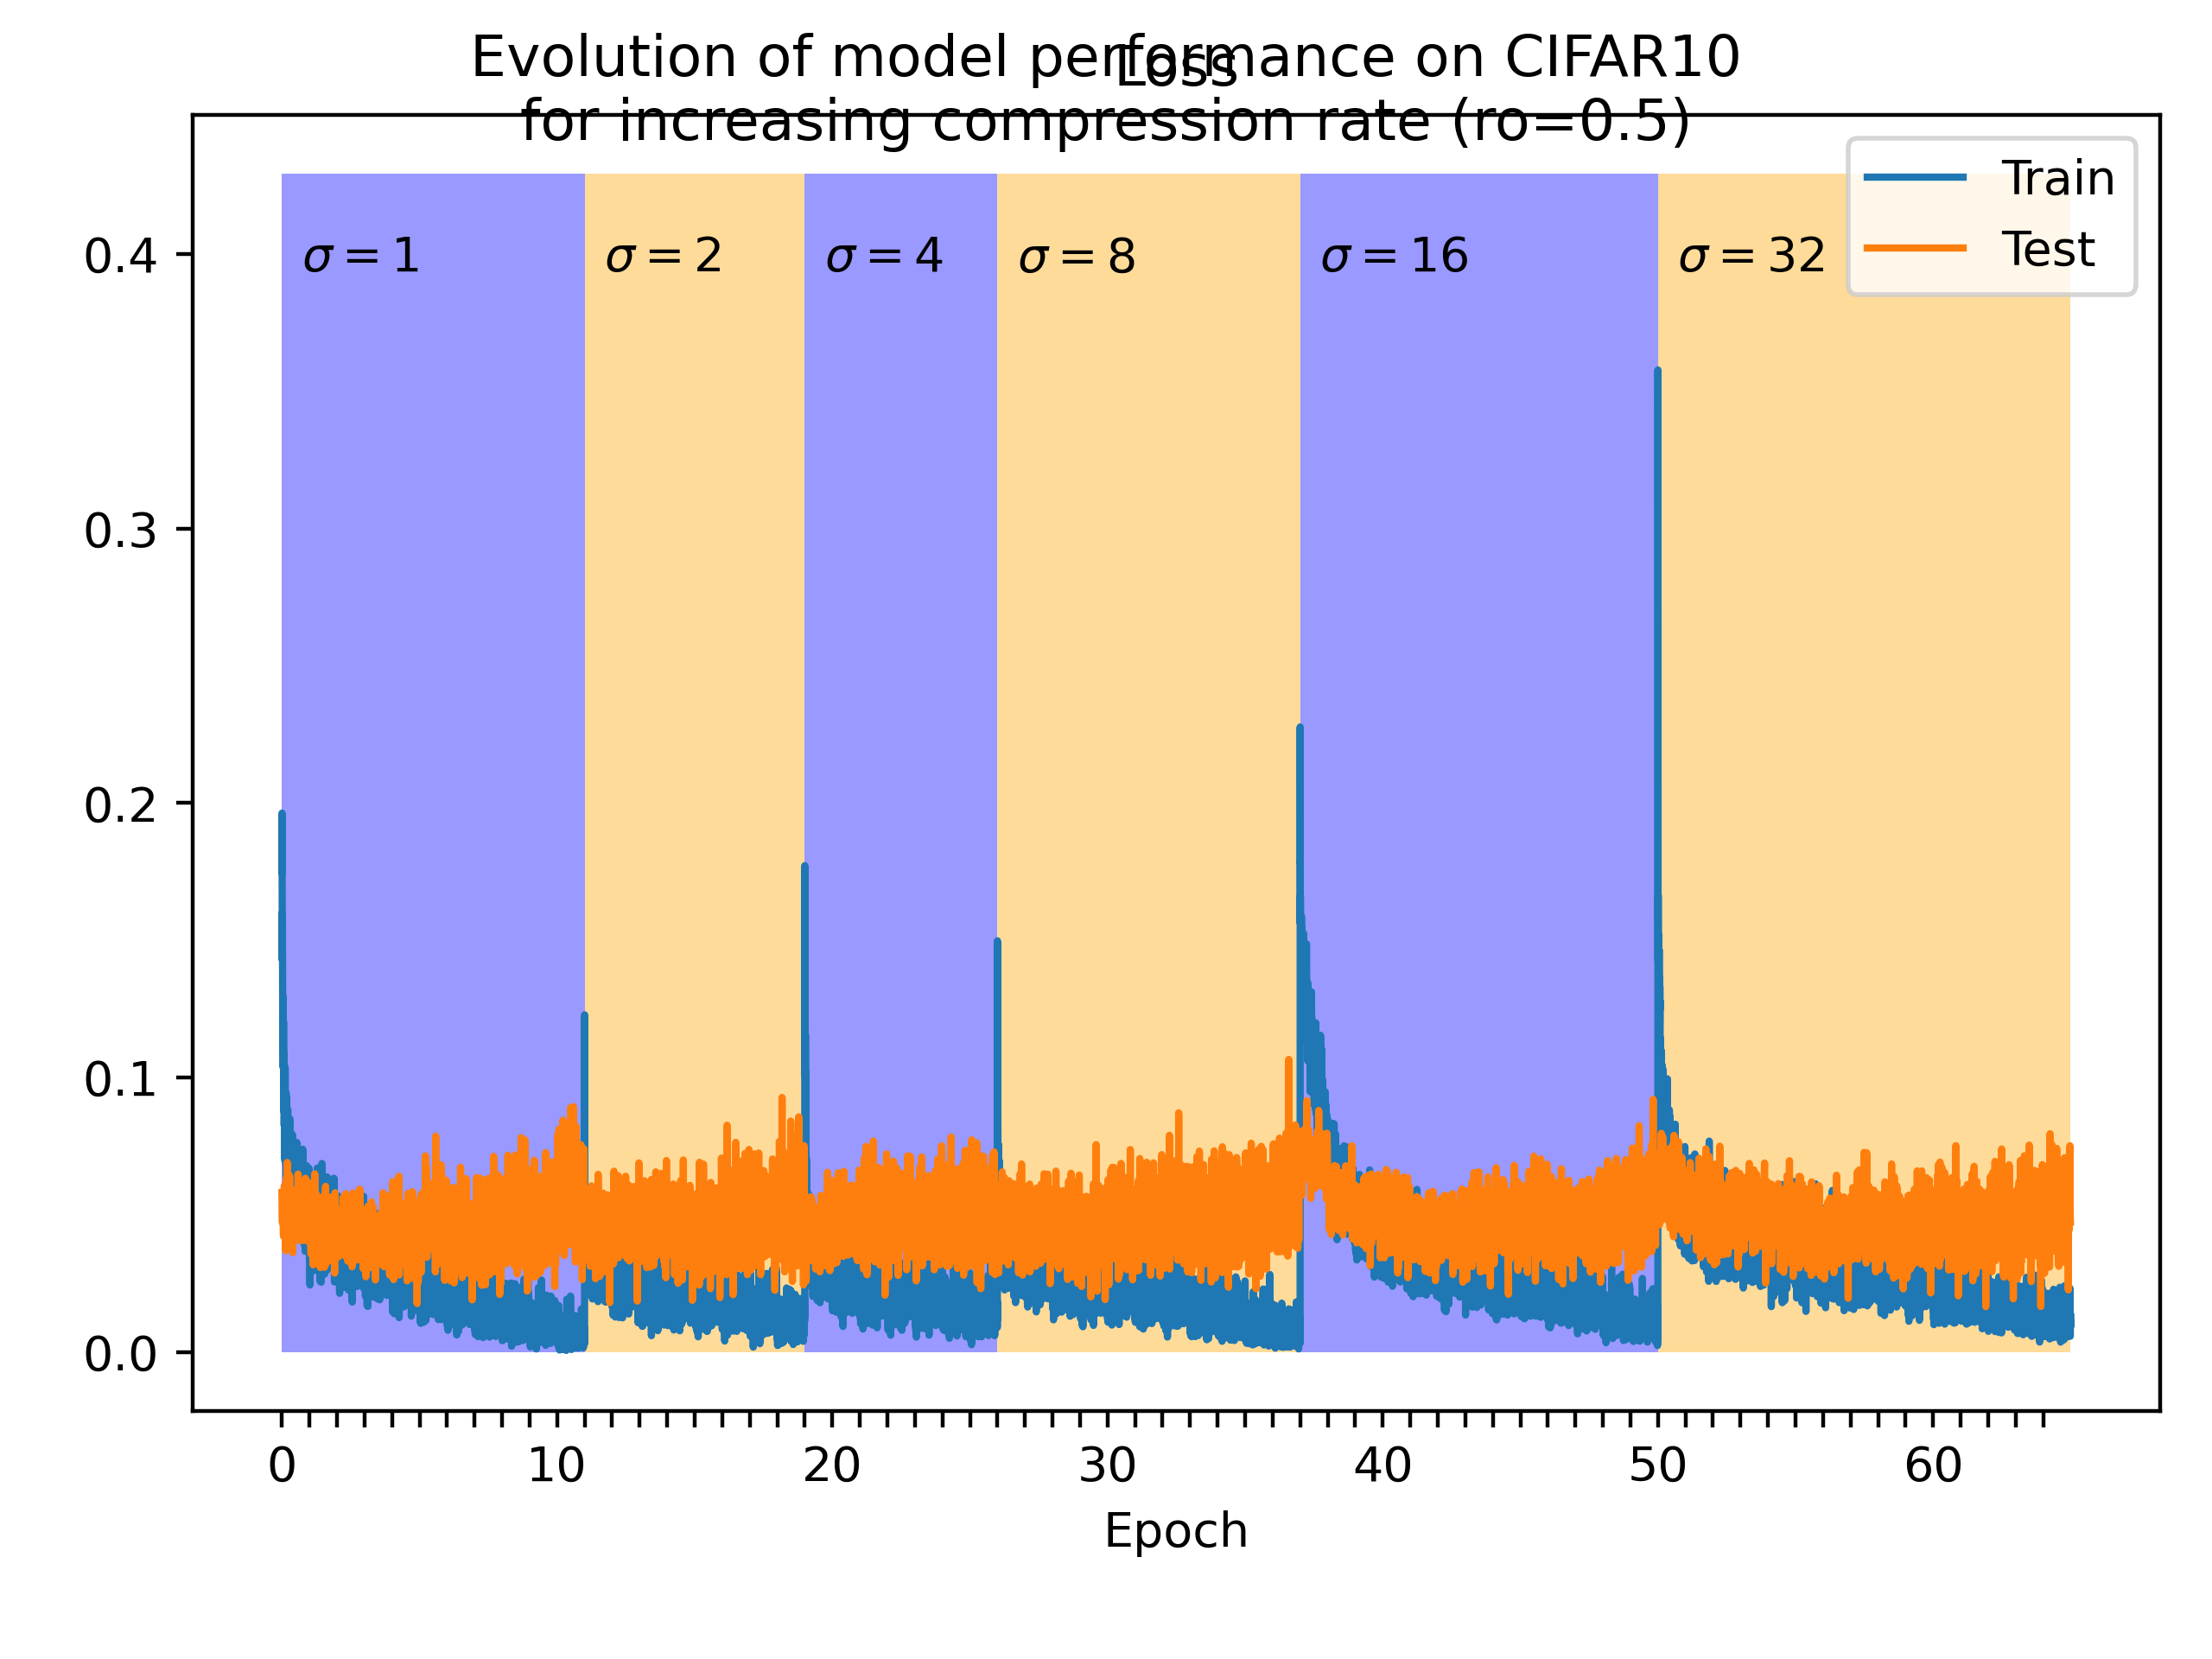 Evolution of model performance on CIFAR10
for increasing compression rate (ro=0.5)
Loss
Train
Test
σ = 1
σ = 2
σ = 4
σ = 8
σ = 16
σ = 32
0.4
0.3
0.2
0.1
0.0
0 10 20 30 40 50 60
Epoch